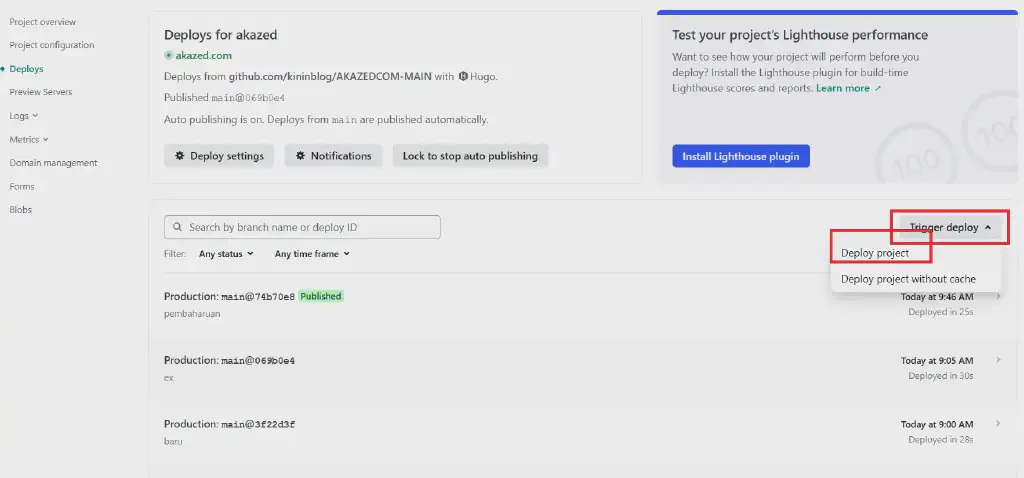 Project overview
Project configuration
Deploys
Preview Servers
Logs
Metrics
Domain management
Forms
Blobs
Deploys for akazed
akazed.com
Deploys from github.com/kininblog/AKAZEDCOM-MAIN with Hugo.
Published main@069b0e4
Auto publishing is on. Deploys from main are published automatically.
Deploy settings
Notifications
Lock to stop auto publishing
Test your project's Lighthouse performance
Want to see how your project will perform before you
deploy? Install the Lighthouse plugin for build-time
Lighthouse scores and reports. Learn more
Install Lighthouse plugin
100
100
Search by branch name or deploy ID
Trigger deploy
Filter: Any status Any time frame
Deploy project
Deploy project without cache
Production: main@74b70e8 Published
Today at 9:46 AM
pembaharuan
Deployed in 25s
Production: main@069b0e4
Today at 9:05 AM
ex
Deployed in 30s
Production: main@3f22d3f
Today at 9:00 AM
baru
Deployed in 28s